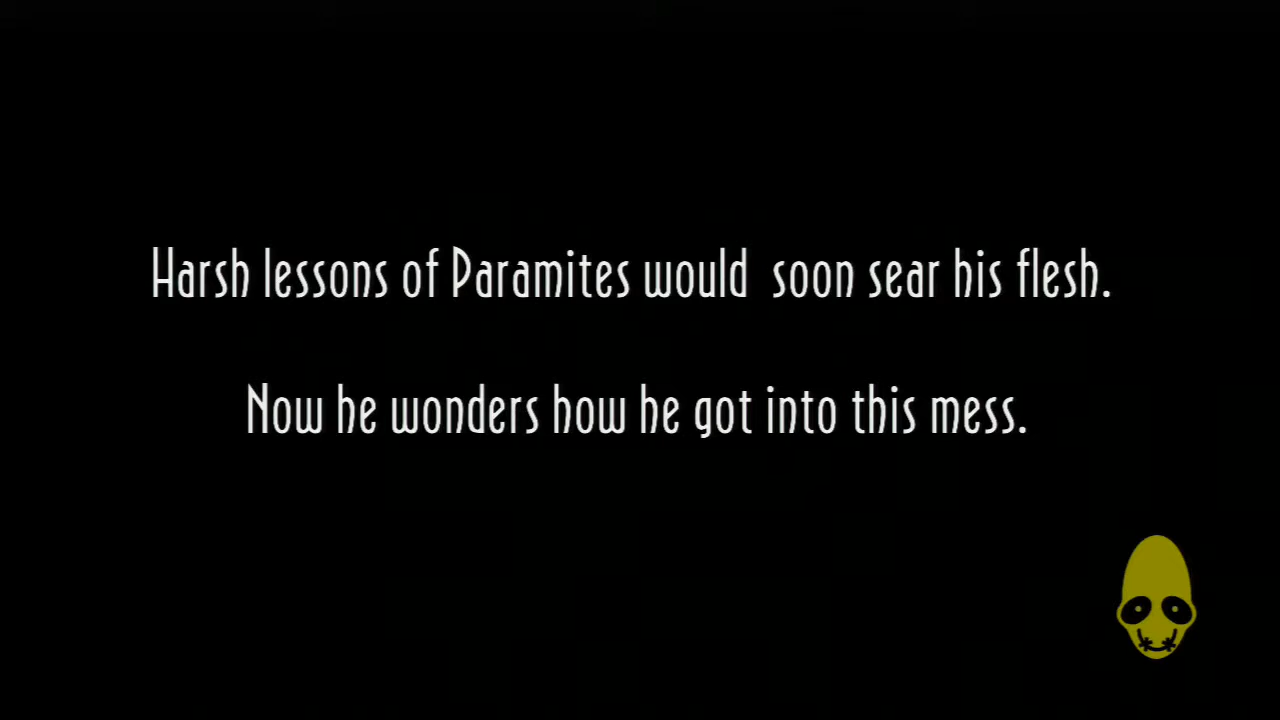 Harsh lessons of Paramites would  soon sear his flesh.
Now he wonders how he got into this mess.